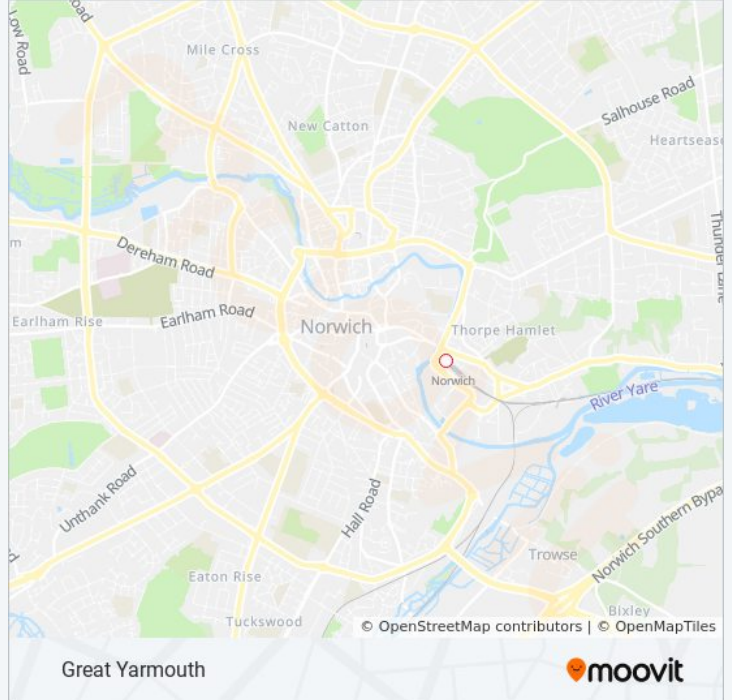 oad
Low Road
Mile Cross
Salhouse Road
New Catton
Heartseas
Thunder Lane
m
Dereham Road
Earlham Road
Earlham Rise
Norwich
Thorpe Hamlet
Norwich
River Yare
Unthank Road
Hall Road
Norwich Southern Bypa
Trowse
Eaton Rise
Bixley
Tuckswood
© OpenStreetMap contributors | © OpenMapTiles
Great Yarmouth
moovit